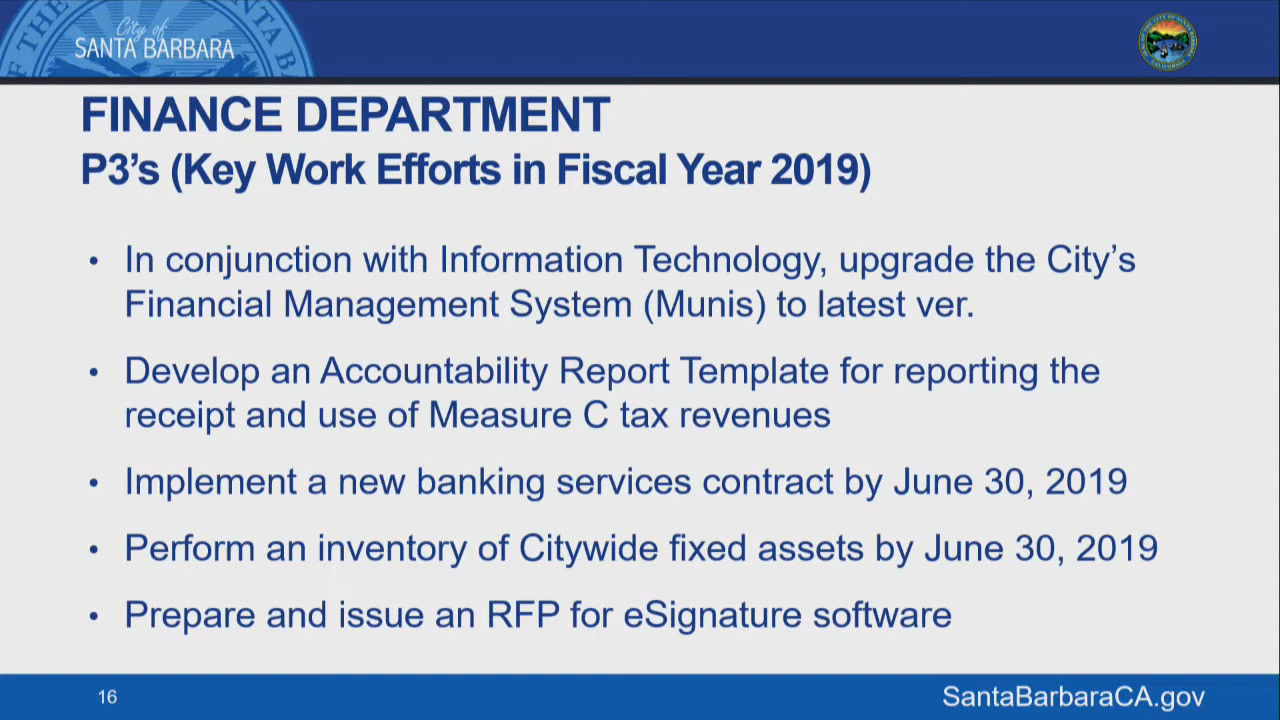 City of
SANTA BARBARA
FINANCE DEPARTMENT
P3’s (Key Work Efforts in Fiscal Year 2019)
• In conjunction with Information Technology, upgrade the City’s
Financial Management System (Munis) to latest ver.
• Develop an Accountability Report Template for reporting the
receipt and use of Measure C tax revenues
• Implement a new banking services contract by June 30, 2019
• Perform an inventory of Citywide fixed assets by June 30, 2019
• Prepare and issue an RFP for eSignature software
16
SantaBarbaraCA.gov